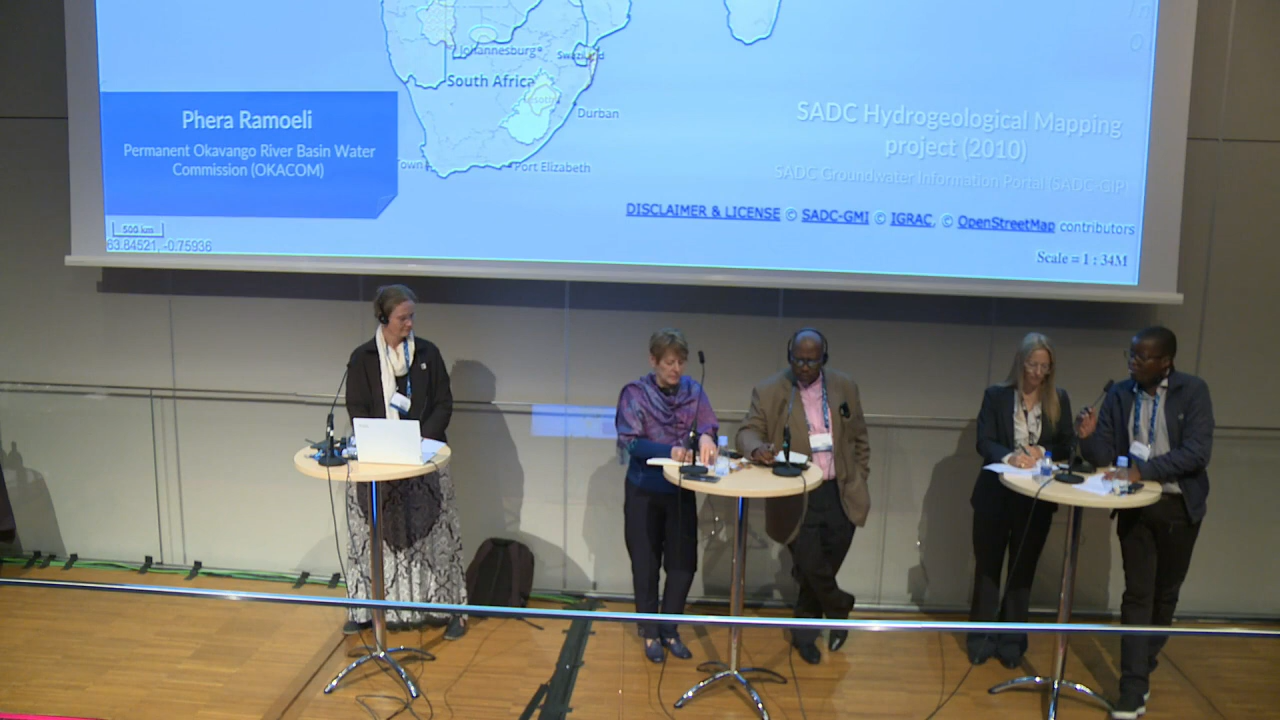 Johannesburg
Swaziland
South Africa
Lesotho
Durban
Town
Port Elizabeth
Phera Ramoeli
Permanent Okavango River Basin Water
Commission (OKACOM)
SADC Hydrogeological Mapping
project (2010)
SADC Groundwater Information Portal (SADC-GIP)
DISCLAIMER & LICENSE © SADC-GMI © IGRAC, © OpenStreetMap contributors
500 km
63.84521, -0.75936
Scale = 1 : 34M